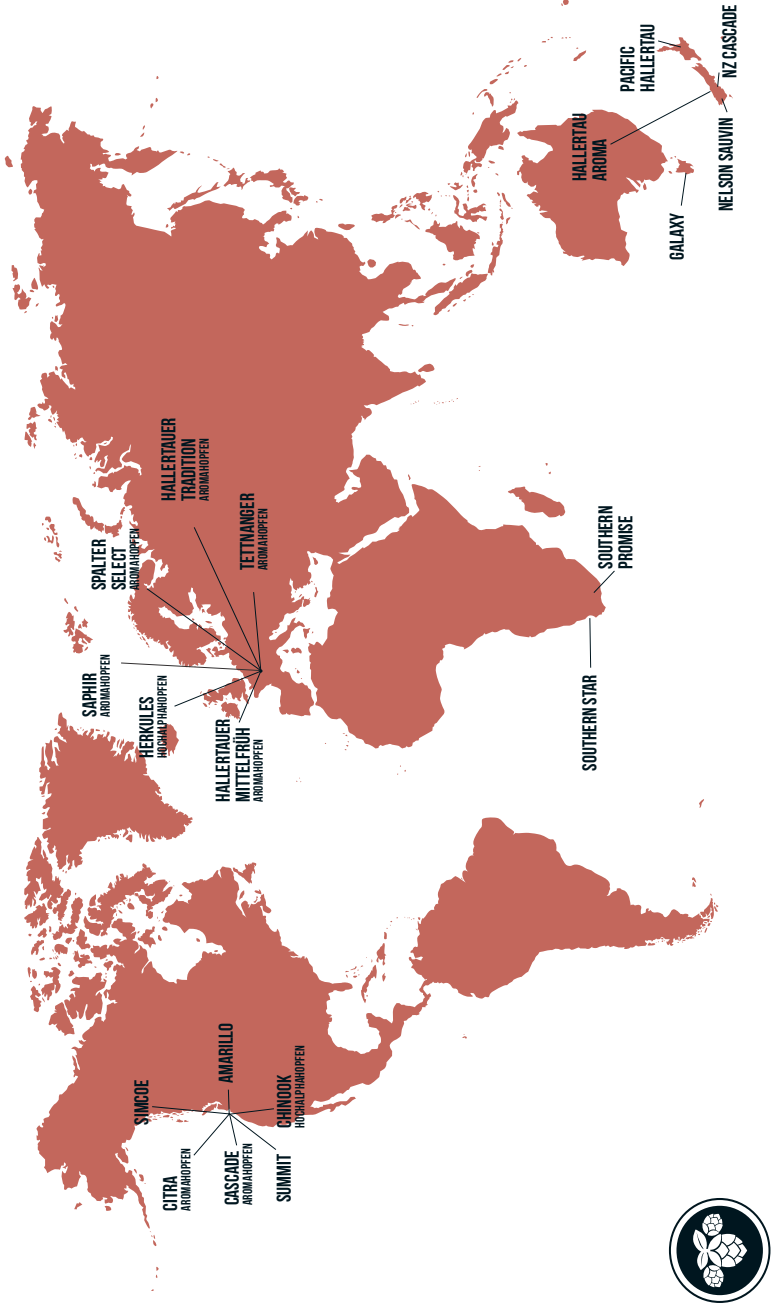 SIMCOE
AMARILLO
CITRA
AROMAHOPFEN
CASCADE
AROMAHOPFEN
SUMMIT
CHINOOK
HOCHALPHAHOPFEN
SAPHIR
AROMAHOPFEN
HERKULES
HOCHALPHAHOPFEN
HALLERTAUER
MITTELFRÜH
AROMAHOPFEN
SPALTER
SELECT
AROMAHOPFEN
HALLERTAUER
TRADITION
AROMAHOPFEN
TETTNANGER
AROMAHOPFEN
SOUTHERN STAR
SOUTHERN
PROMISE
HALLERTAU
AROMA
GALAXY
PACIFIC
HALLERTAU
NZ CASCADE
NELSON SAUVIN